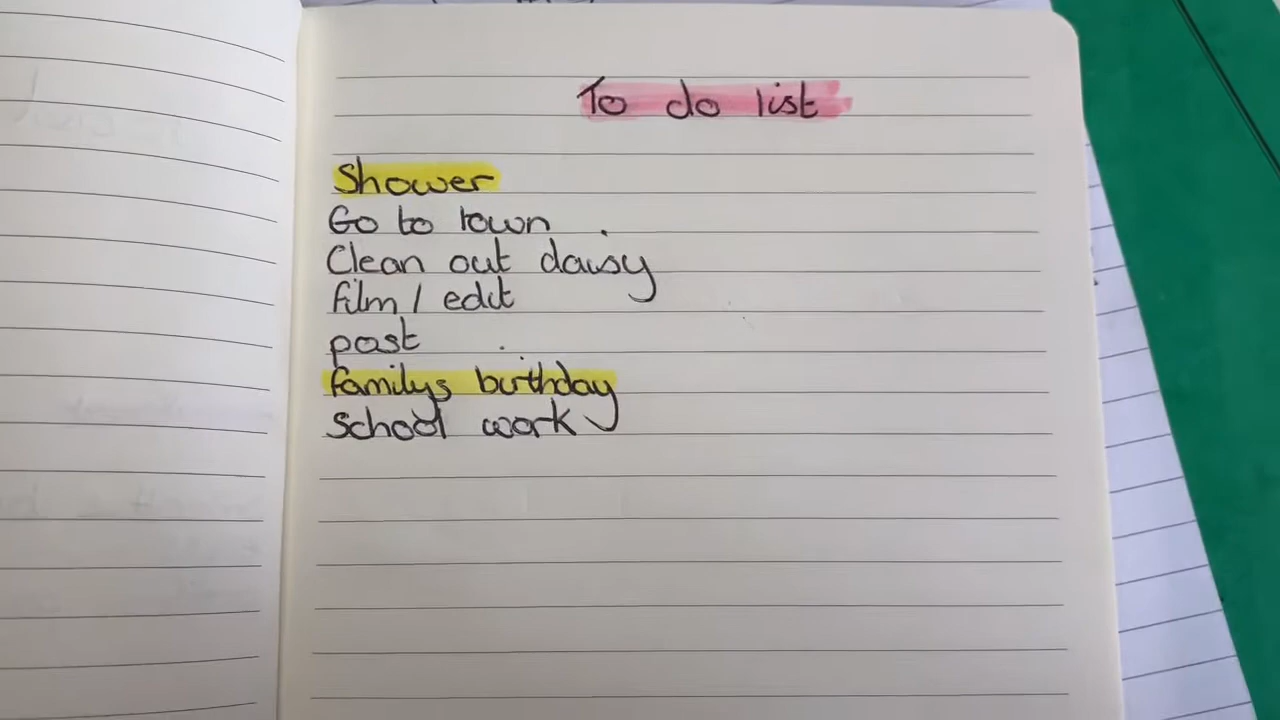 To do list
Shower
Go to town
Clean out daisy
film / edit
post
familys birthday
School work